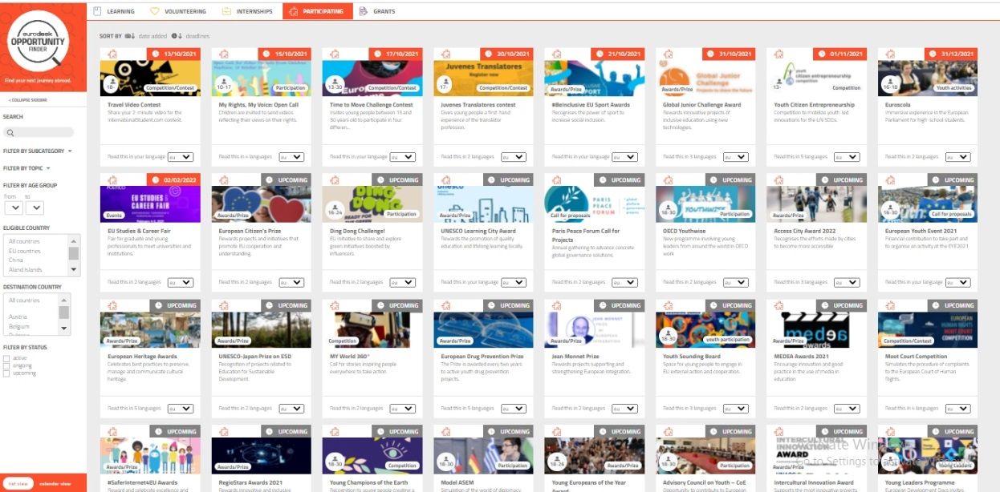 LEARNING
VOLUNTEERING
INTERNSHIPS
PARTICIPATING
GRANTS
eurodesk
OPPORTUNITY
FINDER
Find your next journey abroad.
< COLLAPSE SIDEBAR
SEARCH
FILTER BY SUBCATEGORY
FILTER BY TOPIC
FILTER BY AGE GROUP
from to
ELIGIBLE COUNTRY
All countries
EU countries
China
Aland Islands
DESTINATION COUNTRY
All countries
Austria
Belgium
FILTER BY STATUS
active
ongoing
upcoming
list view calendar view
SORT BY date added deadlines
13/10/2021
Competition/Contest
Travel Video Contest
Share your 2-minute video for the
InternationalStudent.com contest.
Read this in your language eu
15/10/2021
10-17
Participation
My Rights, My Voice: Open Call
Children are invited to send videos
reflecting their views on their rights.
Read this in 4 languages eu
17/10/2021
13-30
Competition/Contest
Time to Move Challenge Contest
Invites young people between 13 and
30 years old to participate in four
differen...
Read this in your language eu
20/10/2021
Juvenes Translatores
Register now
17-
Competition/Contest
Juvenes Translatores contest
Gives young people a first-hand
experience of the translator
profession.
Read this in 2 languages eu
21/10/2021
Awards/Prize
#BeInclusive EU Sport Awards
Recognises the power of sport to
increase social inclusion.
Read this in your language eu
31/10/2021
Global Junior
Challenge
Projects to share the future
Awards/Prize
Global Junior Challenge Award
Rewards innovative projects of
inclusive education using new
technologies.
Read this in 3 languages eu
01/11/2021
youth
citizen entrepreneurship
competition
13-
Competition
Youth Citizen Entrepreneurship
Competition to mobilize youth-led
innovations for the UN SDGs.
Read this in 5 languages eu
31/12/2021
16-18
Youth activities
Euroscola
Immersive experience in the European
Parliament for high-school students.
Read this in 2 languages eu
02/02/2022
EU STUDIES
CAREER FAIR
Events
EU Studies & Career Fair
Fair for graduate and young
professionals to meet universities and
institutions.
Read this in 2 languages eu
UPCOMING
Awards/Prize
European Citizen's Prize
Rewards projects and initiatives that
promote EU cooperation and
understanding.
Read this in 2 languages eu
UPCOMING
DING
DONG
READY FOR
16-24
Participation
Ding Dong Challenge!
EU initiative to share and explore
green initiatives boosted by
influencers
Read this in 2 languages eu
UPCOMING
Unesco
Awards/Prize
UNESCO Learning City Award
Rewards the promotion of quality
education and lifelong learning locally.
Read this in your language eu
UPCOMING
PARIS
PEACE
FORUM
Call for proposals
Paris Peace Forum Call for
Projects
Annual gathering to advance concrete
global governance solutions.
Read this in 2 languages eu
UPCOMING
YOUTHWISE
18-30
Participation
OECD Youthwise
New programme involving young
leaders from around the world in OECD
work
Read this in 2 languages eu
UPCOMING
Awards/Prize
Access City Award 2022
Recognises the efforts made by cities
to become more accessible
Read this in 3 languages eu
UPCOMING
16-30
Call for proposals
European Youth Event 2021
Financial contribution to take part and
to organise an activity at the EYE2021
Read this in your language eu
UPCOMING
Awards/Prize
European Heritage Awards
Celebrates best practices to preserve,
manage and communicate cultural
heritage.
Read this in 5 languages eu
UPCOMING
Awards/Prize
UNESCO-Japan Prize on ESD
Recognition of projects related to
Education for Sustainable
Development.
Read this in 2 languages eu
UPCOMING
Competition
MY World 360°
Call for stories inspiring people
everywhere to take action
Read this in 2 languages eu
UPCOMING
Awards/Prize
European Drug Prevention Prize
The Prize is awarded every two years
to active youth drug prevention
projects.
Read this in 5 languages eu
UPCOMING
JEAN MONNET
PRIZE
Awards/Prize
Jean Monnet Prize
Rewards projects supporting and
strengthening European integration.
Read this in 2 languages eu
UPCOMING
18-30
youth participation
Youth Sounding Board
Space for young people to engage in
EU external action and cooperation.
Read this in 3 languages eu
UPCOMING
medea
awards
Awards/Prize
MEDEA Awards 2021
Encourage innovation and good
practice in the use of media in
education
Read this in 2 languages eu
UPCOMING
EUROPEAN
HUMAN RIGHTS
MOOT COURT
COMPETITION
Competition/Contest
Moot Court Competition
Simulates the procedure of complaints
to the European Court of Human
Rights.
Read this in 4 languages eu
UPCOMING
Awards/Prize
#SaferInternet4EU Awards
Reward and celebrate excellence and
UPCOMING
Awards/Prize
RegioStars Awards 2021
Rewards innovative and inclusive
UPCOMING
18-30
Competition
Young Champions of the Earth
Recognition to young people creating a
UPCOMING
18-30
Participation
Model ASEM
Simulation of the world of diplomacy
UPCOMING
18-26
Awards/Prize
Young Europeans of the Year
Award
UPCOMING
18-30
Participation
Advisory Council on Youth - CoE
UPCOMING
INTERCULTURAL
INNOVATION
AWARD
Awards/Prize
Intercultural Innovation Award
Supports the most innovative projects
UPCOMING
Young Leaders
Young Leaders Programme
European Development Days invites